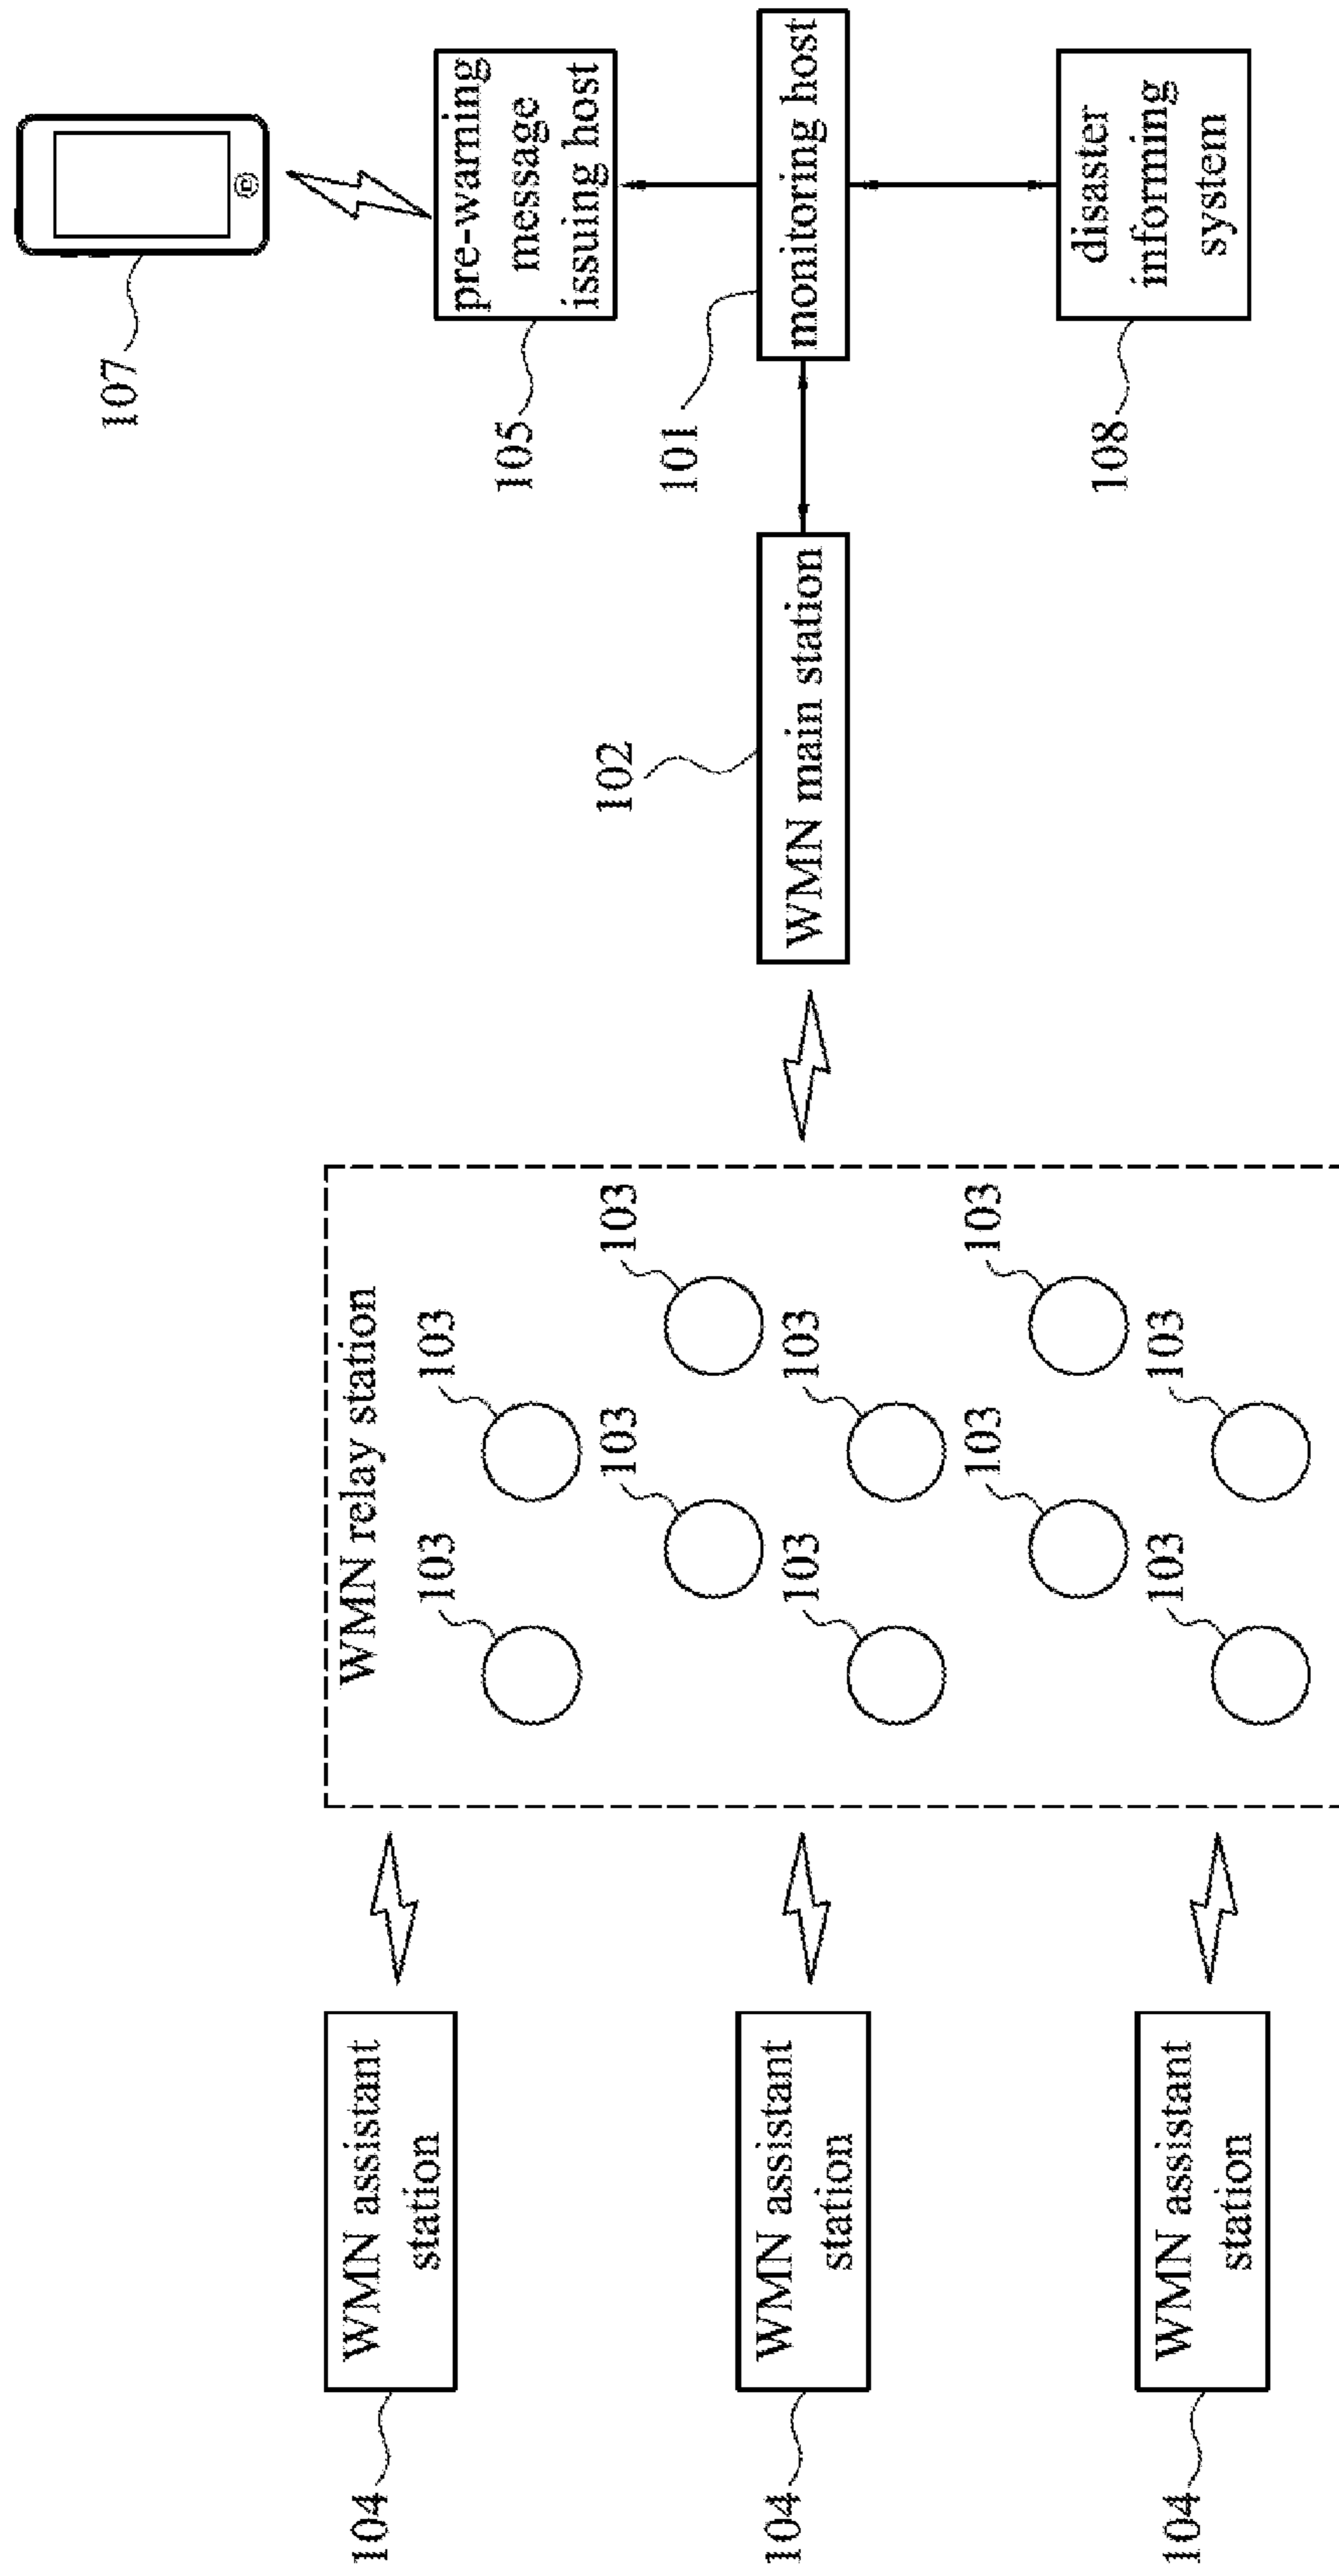 WMN assistant
station
104
WMN assistant
station
104
WMN assistant
station
104
WMN relay station
103
103
103
103
103
103
103
103
103
103
WMN main station
102
monitoring host
101
pre-warning
message
issuing host
105
107
disaster
informing
system
108